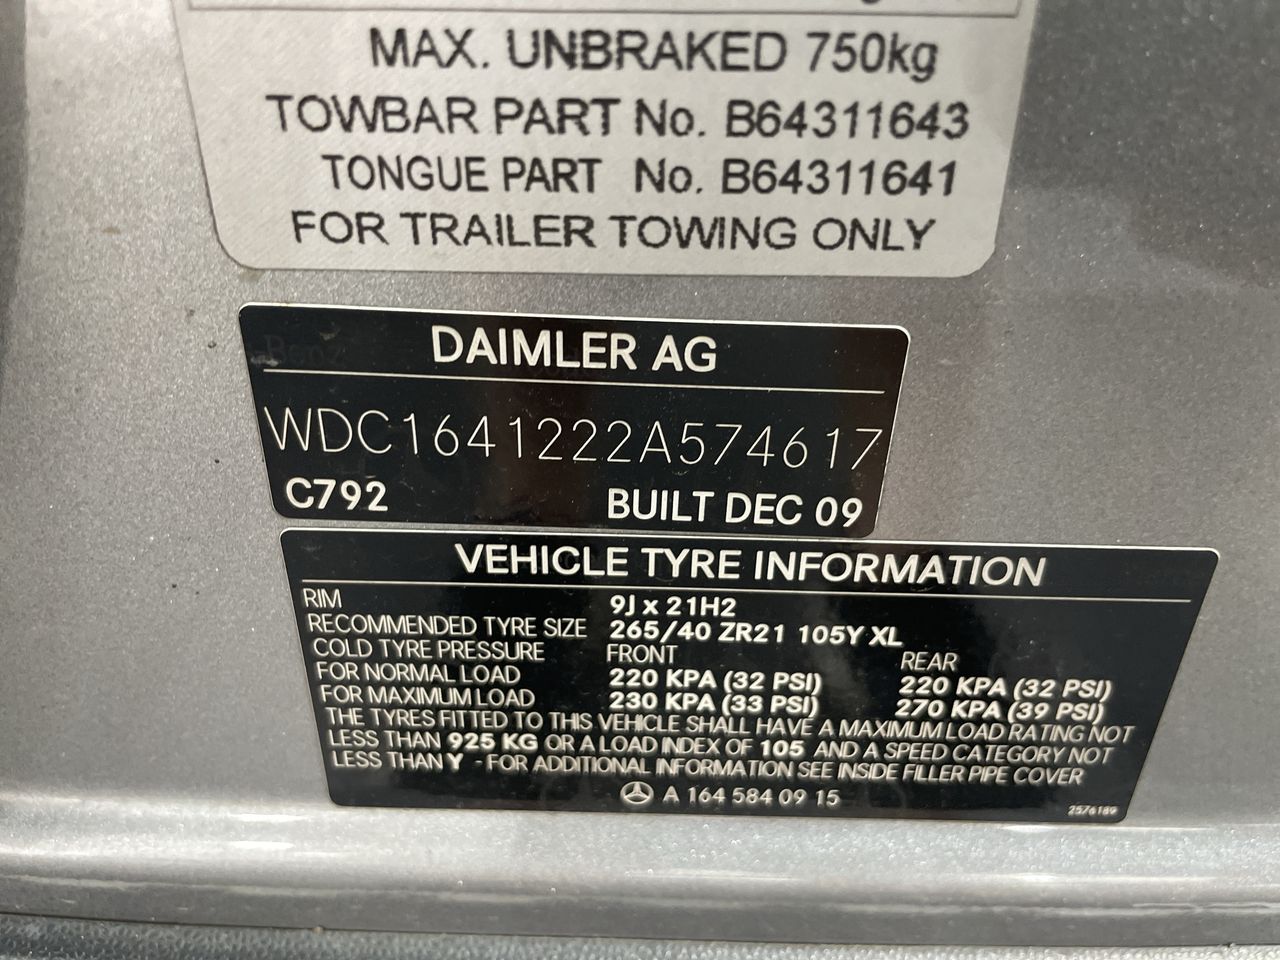 MAX. UNBRAKED 750kg
TOWBAR PART No. B64311643
TONGUE PART No. B64311641
FOR TRAILER TOWING ONLY
DAIMLER AG
WDC1641222A574617
C792 BUILT DEC 09
VEHICLE TYRE INFORMATION
RIM 9J x 21H2
RECOMMENDED TYRE SIZE 265/40 ZR21 105Y XL
COLD TYRE PRESSURE FRONT REAR
FOR NORMAL LOAD 220 KPA (32 PSI) 220 KPA (32 PSI)
FOR MAXIMUM LOAD 230 KPA (33 PSI) 270 KPA (39 PSI)
THE TYRES FITTED TO THIS VEHICLE SHALL HAVE A MAXIMUM LOAD RATING NOT
LESS THAN 925 KG OR A LOAD INDEX OF 105 AND A SPEED CATEGORY NOT
LESS THAN Y - FOR ADDITIONAL INFORMATION SEE INSIDE FILLER PIPE COVER
A 164 584 09 15
2576189